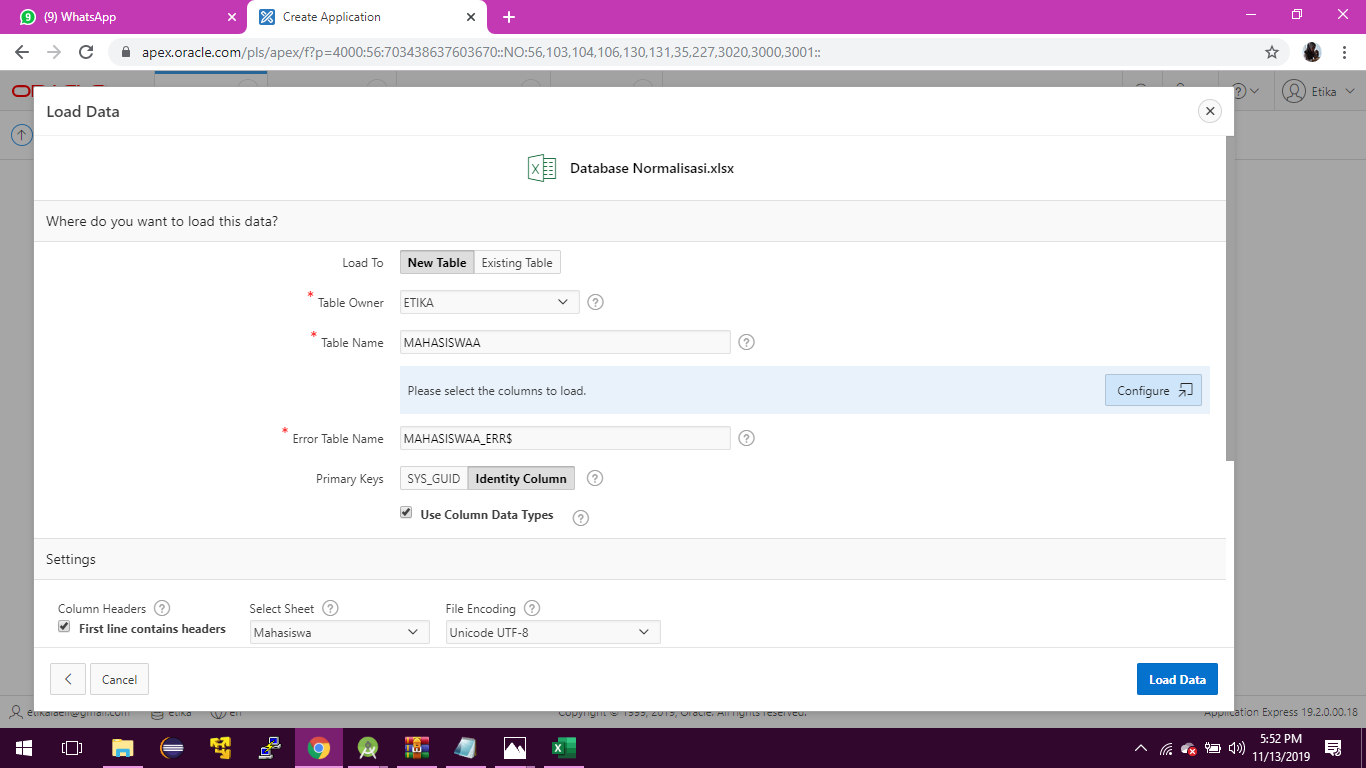 (9) WhatsApp
Create Application
apex.oracle.com/pls/apex/f?p=4000:56:703438637603670::NO:56,103,104,106,130,131,35,227,3020,3000,3001::
Etika
Load Data
Database Normalisasi.xlsx
Where do you want to load this data?
Load To New Table Existing Table
* Table Owner ETIKA ?
* Table Name MAHASISWAA ?
Please select the columns to load. Configure
* Error Table Name MAHASISWAA_ERR$ ?
Primary Keys SYS_GUID Identity Column ?
Use Column Data Types ?
Settings
Column Headers ? Select Sheet ? File Encoding ?
First line contains headers Mahasiswa Unicode UTF-8
Cancel Load Data
etika en
Copyright © 1999, 2019, Oracle. All rights reserved.
Application Express 19.2.0.00.18
5:52 PM
11/13/2019